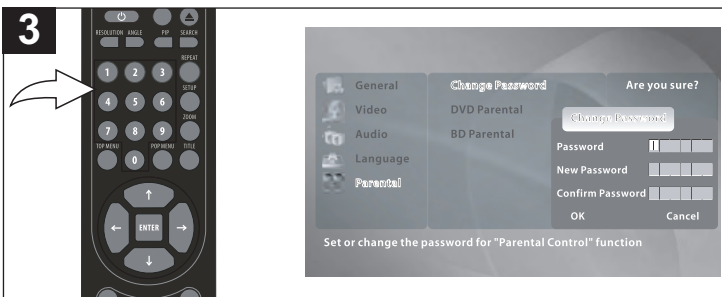 3
RESOLUTION ANGLE PIP SEARCH
REPEAT
1 2 3
SETUP
4 5 6
ZOOM
7 8 9
TOP MENU POP MENU TITLE
0
ENTER
General Change Password Are you sure?
Video DVD Parental
Change Password
Audio BD Parental
Password
Language
New Password
Parental
Confirm Password
OK Cancel
Set or change the password for "Parental Control" function